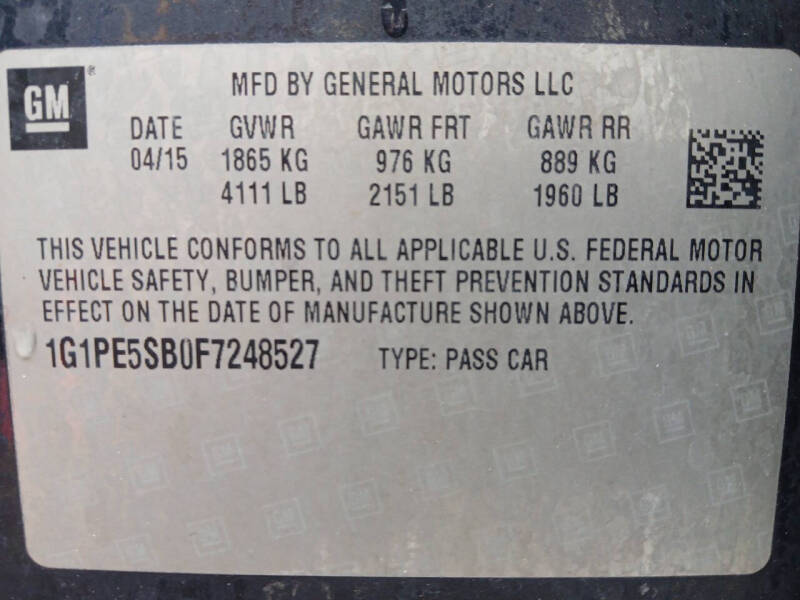 GM
MFD BY GENERAL MOTORS LLC
DATE GVWR GAWR FRT GAWR RR
04/15 1865 KG 976 KG 889 KG
4111 LB 2151 LB 1960 LB
THIS VEHICLE CONFORMS TO ALL APPLICABLE U.S. FEDERAL MOTOR
VEHICLE SAFETY, BUMPER, AND THEFT PREVENTION STANDARDS IN
EFFECT ON THE DATE OF MANUFACTURE SHOWN ABOVE.
1G1PE5SB0F7248527 TYPE: PASS CAR